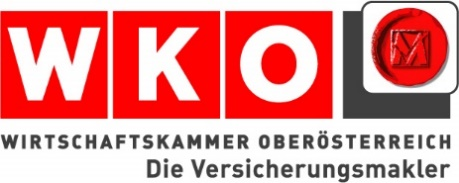 WKO
WIRTSCHAFTSKAMMER OBERÖSTERREICH
Die Versicherungsmakler